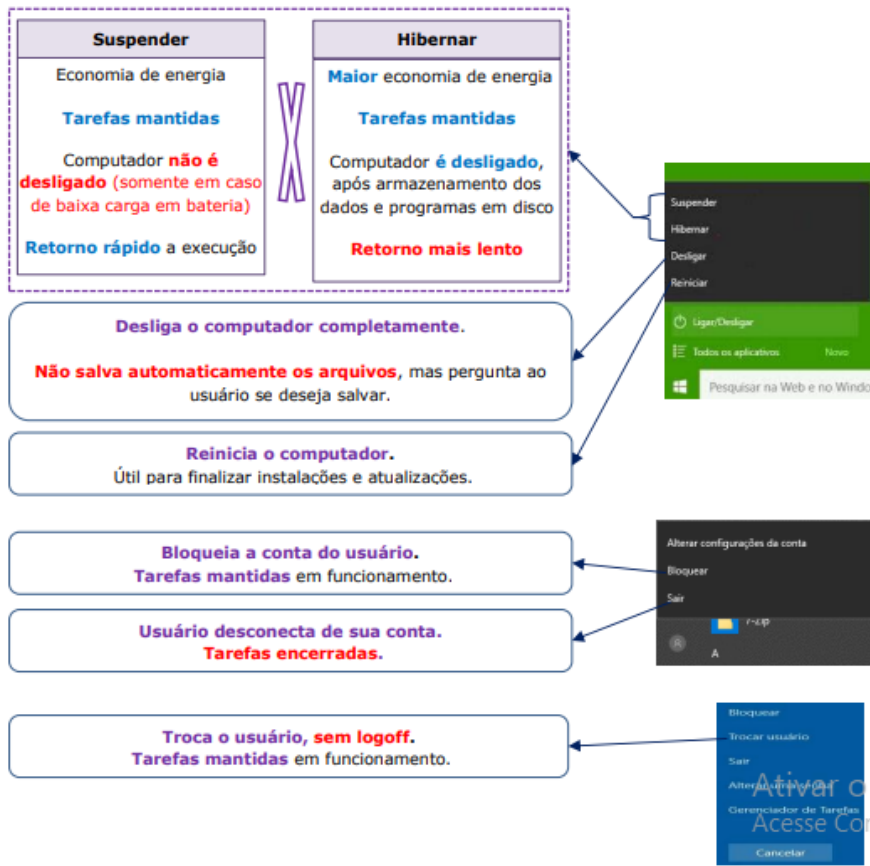 Suspender
Economia de energia
Tarefas mantidas
Computador não é
desligado (somente em caso
de baixa carga em bateria)
Retorno rápido a execução
Hibernar
Maior economia de energia
Tarefas mantidas
Computador é desligado,
após armazenamento dos
dados e programas em disco
Retorno mais lento
Suspender
Hibernar
Desligar
Reiniciar
Ligar/Desligar
Todos os aplicativos Novo
Pesquisar na Web e no Windo
Desliga o computador completamente.
Não salva automaticamente os arquivos, mas pergunta ao
usuário se deseja salvar.
Reinicia o computador.
Útil para finalizar instalações e atualizações.
Bloqueia a conta do usuário.
Tarefas mantidas em funcionamento.
Usuário desconecta de sua conta.
Tarefas encerradas.
Alterar configurações da conta
Bloquear
Sair
7-Zip
A
Troca o usuário, sem logoff.
Tarefas mantidas em funcionamento.
Bloquear
Trocar usuário
Sair
Alterar uma senha
Gerenciador de Tarefas
Cancelar
Ativar o
Acesse Con